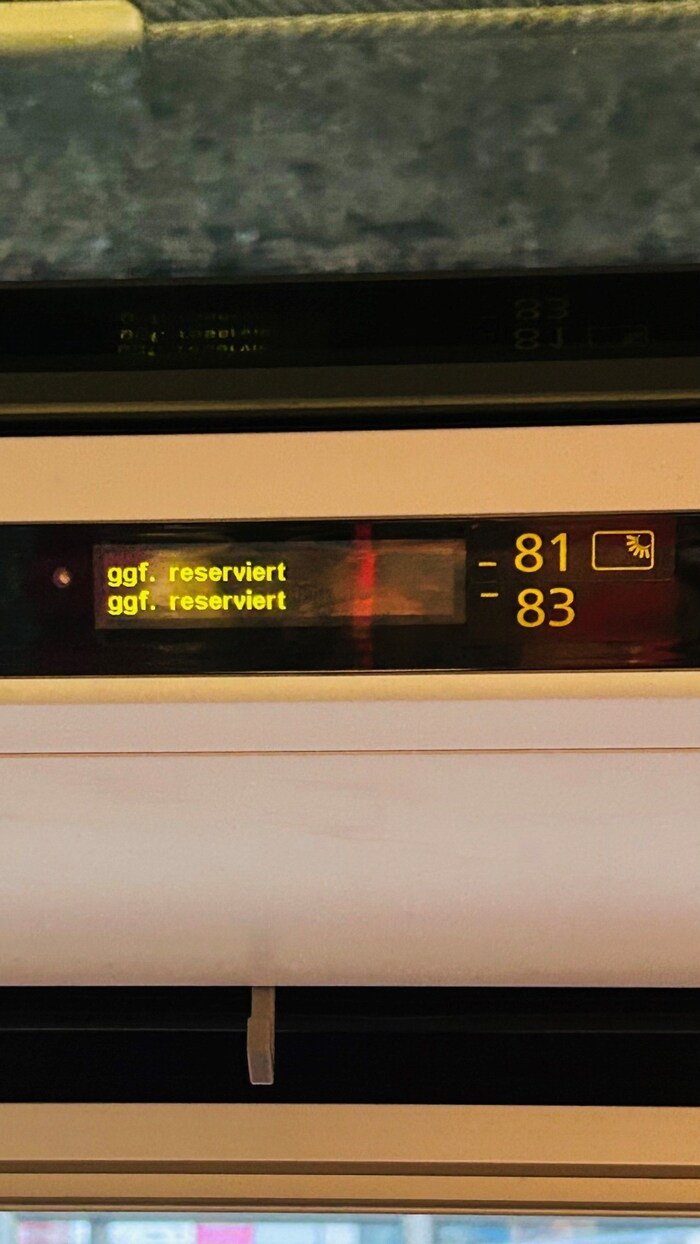 ggf. reserviert – 81
ggf. reserviert – 83